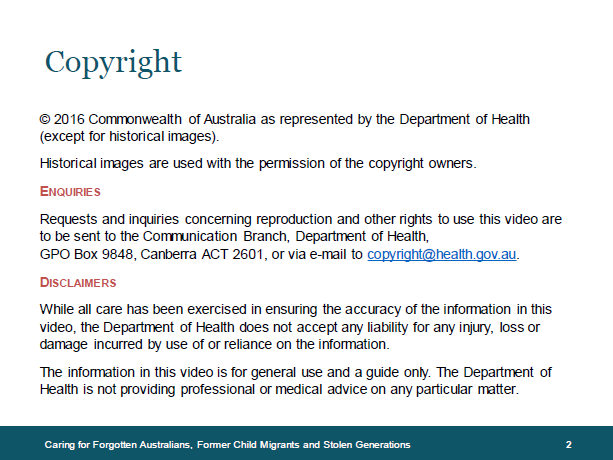 Copyright
© 2016 Commonwealth of Australia as represented by the Department of Health
(except for historical images).
Historical images are used with the permission of the copyright owners.
ENQUIRIES
Requests and inquiries concerning reproduction and other rights to use this video are
to be sent to the Communication Branch, Department of Health,
GPO Box 9848, Canberra ACT 2601, or via e-mail to copyright@health.gov.au.
DISCLAIMERS
While all care has been exercised in ensuring the accuracy of the information in this
video, the Department of Health does not accept any liability for any injury, loss or
damage incurred by use of or reliance on the information.
The information in this video is for general use and a guide only. The Department of
Health is not providing professional or medical advice on any particular matter.
Caring for Forgotten Australians, Former Child Migrants and Stolen Generations 2